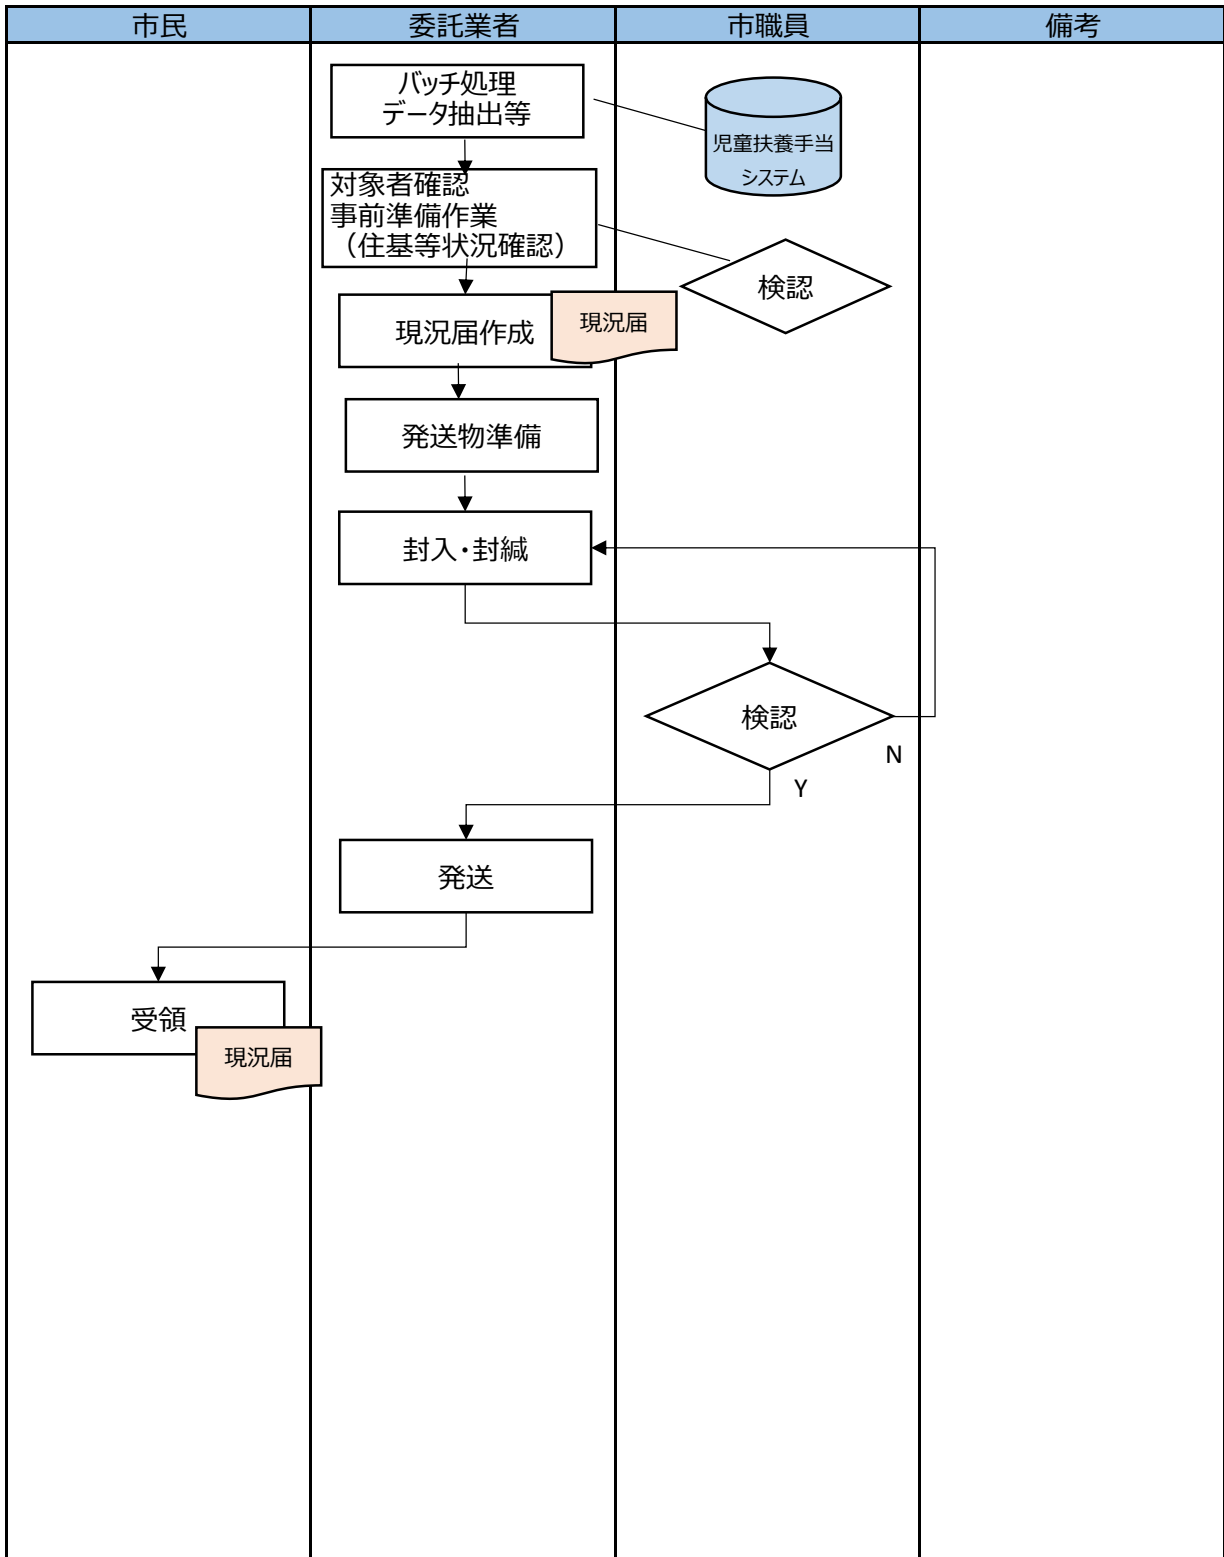 市民
委託業者
市職員
備考
バッチ処理
データ抽出等
児童扶養手当
システム
対象者確認
事前準備作業
（住基等状況確認）
検認
現況届作成
現況届
発送物準備
封入・封緘
検認
N
Y
発送
受領
現況届